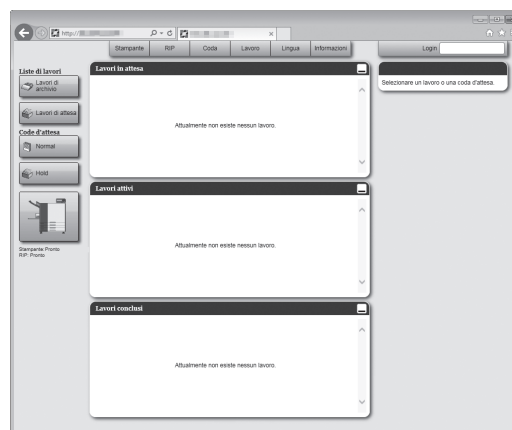 http://
Stampante RIP Coda Lavoro Lingua Informazioni Login
Liste di lavori
Lavori di
archivio
Lavori di attesa
Code d'attesa
Normal
Hold
Stampante: Pronto
RIP: Pronto
Lavori in attesa
Attualmente non esiste nessun lavoro.
Lavori attivi
Attualmente non esiste nessun lavoro.
Lavori conclusi
Attualmente non esiste nessun lavoro.
Selezionare un lavoro o una coda d'attesa.